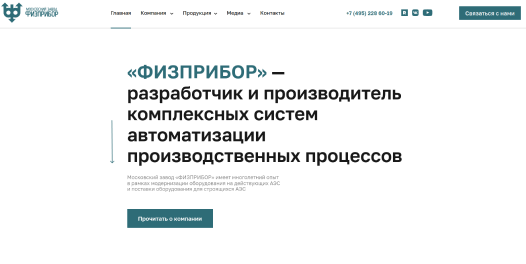 МОСКОВСКИЙ ЗАВОД
ФИЗПРИБОР
Главная Компания Продукция Медиа Контакты
+7 (495) 228 60-19
Связаться с нами
«ФИЗПРИБОР» —
разработчик и производитель
комплексных систем
автоматизации
производственных процессов
Московский завод «ФИЗПРИБОР» имеет многолетний опыт
в рамках модернизации оборудования на действующих АЭС
и поставки оборудования для строящихся АЭС
Прочитать о компании